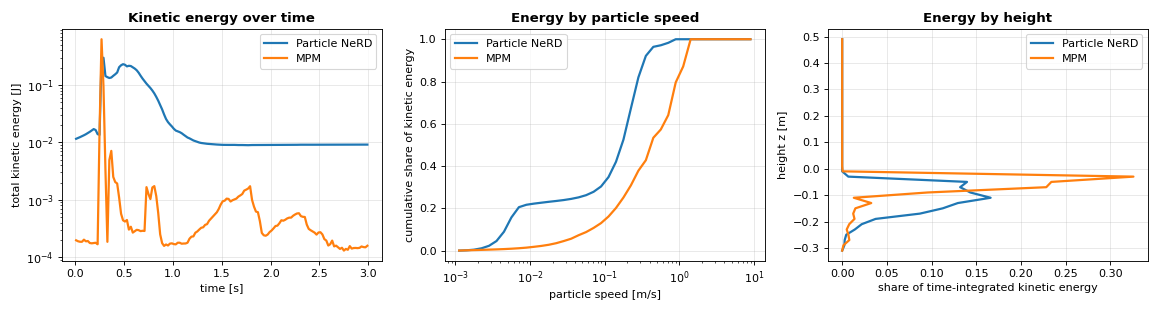 Kinetic energy over time
total kinetic energy [J]
10⁻¹
10⁻²
10⁻³
10⁻⁴
Particle NeRD
MPM
0.0 0.5 1.0 1.5 2.0 2.5 3.0
time [s]
Energy by particle speed
cumulative share of kinetic energy
1.0
0.8
0.6
0.4
0.2
0.0
Particle NeRD
MPM
10⁻³ 10⁻² 10⁻¹ 10⁰ 10¹
particle speed [m/s]
Energy by height
height z [m]
0.5
0.4
0.3
0.2
0.1
0.0
−0.1
−0.2
−0.3
Particle NeRD
MPM
0.00 0.05 0.10 0.15 0.20 0.25 0.30
share of time-integrated kinetic energy